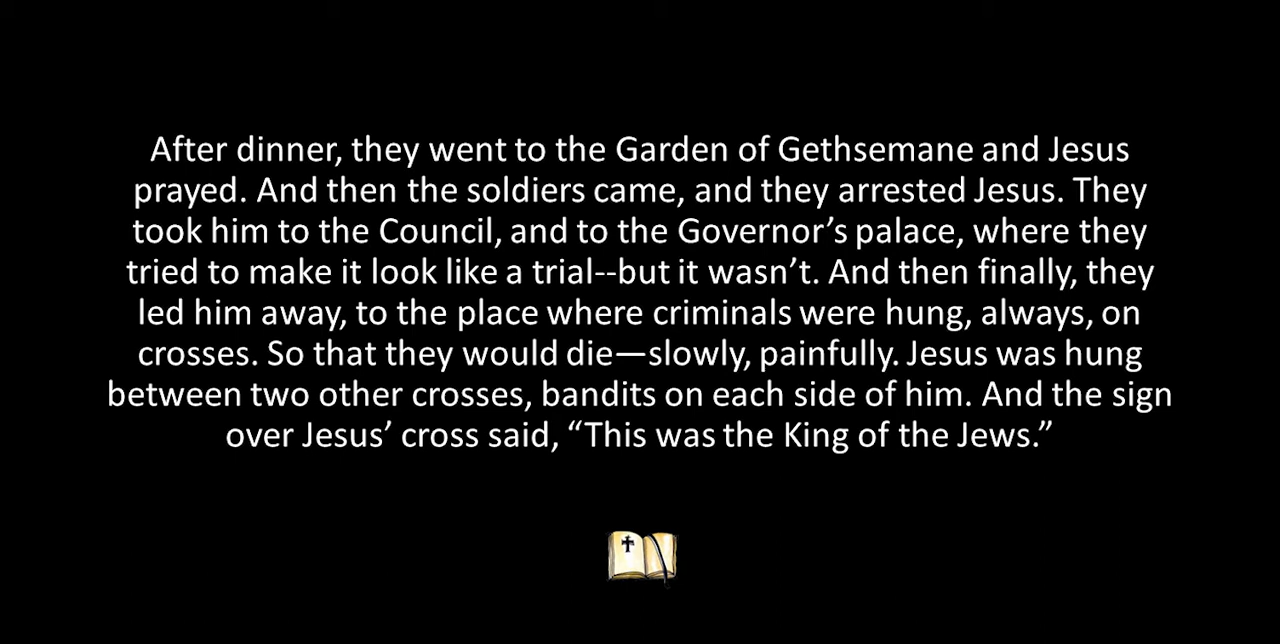 After dinner, they went to the Garden of Gethsemane and Jesus
prayed. And then the soldiers came, and they arrested Jesus. They
took him to the Council, and to the Governor’s palace, where they
tried to make it look like a trial--but it wasn’t. And then finally, they
led him away, to the place where criminals were hung, always, on
crosses. So that they would die—slowly, painfully. Jesus was hung
between two other crosses, bandits on each side of him. And the sign
over Jesus’ cross said, “This was the King of the Jews.”